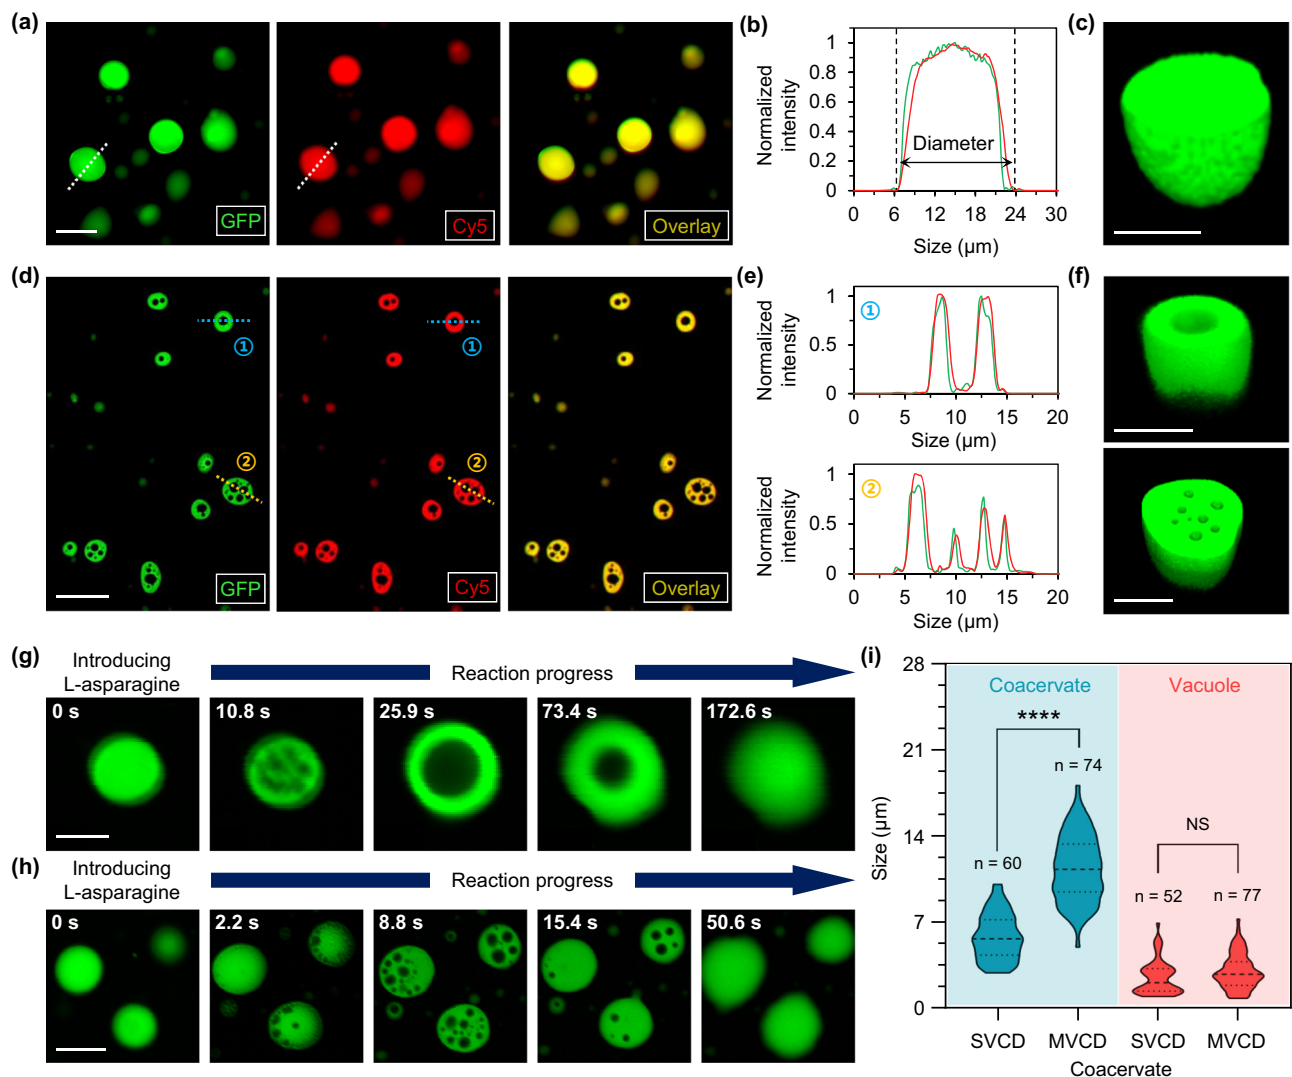 (a)
GFP
Cy5
Overlay
(b)
Normalized
intensity
1
0.8
0.6
0.4
0.2
0
Diameter
0 6 12 18 24 30
Size (µm)
(c)
(d)
①
②
GFP
①
②
Cy5
Overlay
(e)
①
Normalized
intensity
1
0.5
0
0 5 10 15 20
Size (µm)
②
Normalized
intensity
1
0.5
0
0 5 10 15 20
Size (µm)
(f)
(g)
Introducing
L-asparagine
Reaction progress
0 s
10.8 s
25.9 s
73.4 s
172.6 s
(h)
Introducing
L-asparagine
Reaction progress
0 s
2.2 s
8.8 s
15.4 s
50.6 s
(i)
Size (µm)
28
21
14
7
0
Coacervate
Vacuole
****
n = 60
n = 74
NS
n = 52
n = 77
SVCD MVCD SVCD MVCD
Coacervate